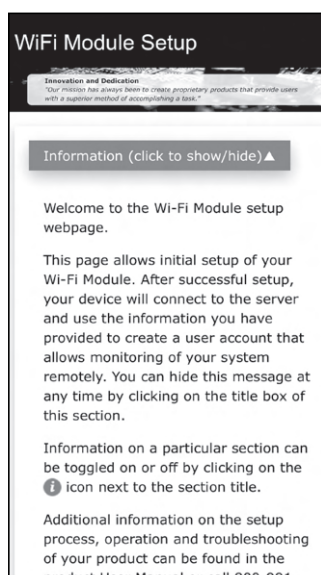 WiFi Module Setup
Innovation and Dedication
"Our mission has always been to create proprietary products that provide users
with a superior method of accomplishing a task."
Information (click to show/hide)▲
Welcome to the Wi-Fi Module setup
webpage.
This page allows initial setup of your
Wi-Fi Module. After successful setup,
your device will connect to the server
and use the information you have
provided to create a user account that
allows monitoring of your system
remotely. You can hide this message at
any time by clicking on the title box of
this section.
Information on a particular section can
be toggled on or off by clicking on the
i icon next to the section title.
Additional information on the setup
process, operation and troubleshooting
of your product can be found in the
product User Manual